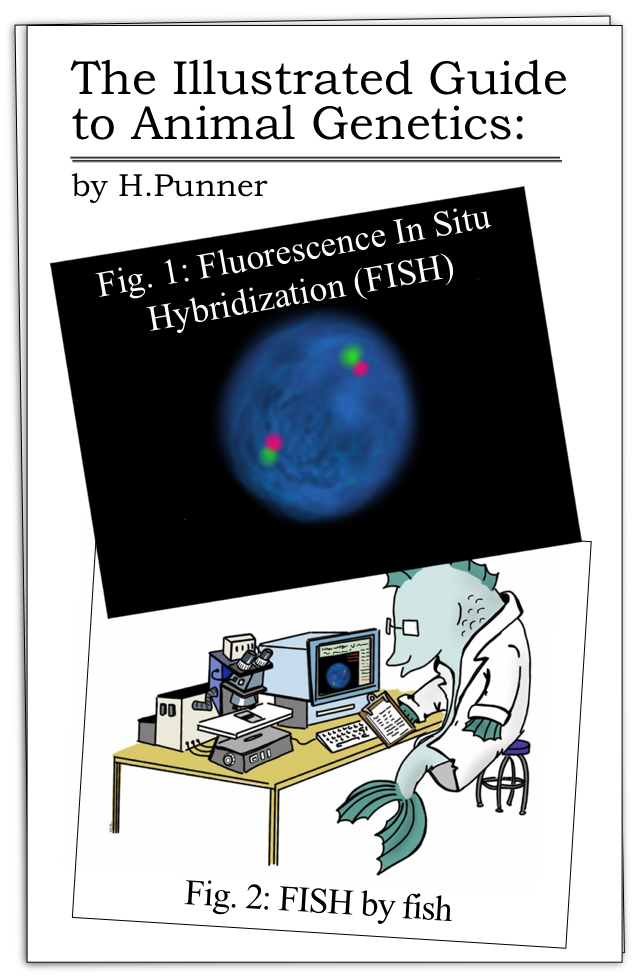 The Illustrated Guide
to Animal Genetics:
by H.Punner
Fig. 1: Fluorescence In Situ
Hybridization (FISH)
Fig. 2: FISH by fish